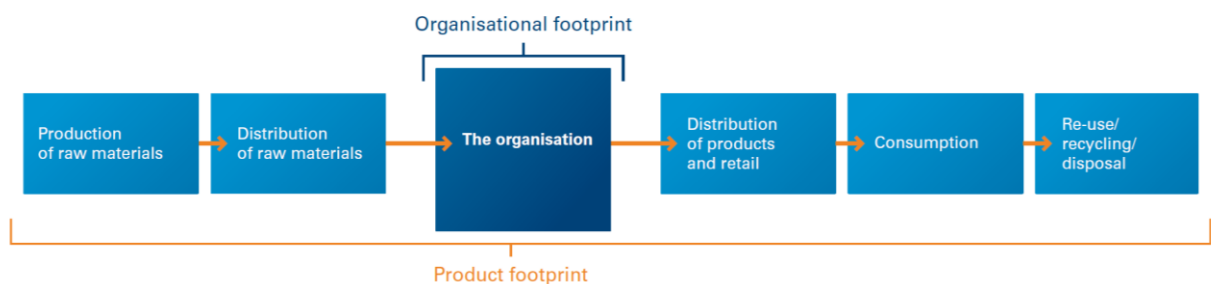 Organisational footprint
Production
of raw materials
Distribution
of raw materials
The organisation
Distribution
of products
and retail
Consumption
Re-use/
recycling/
disposal
Product footprint